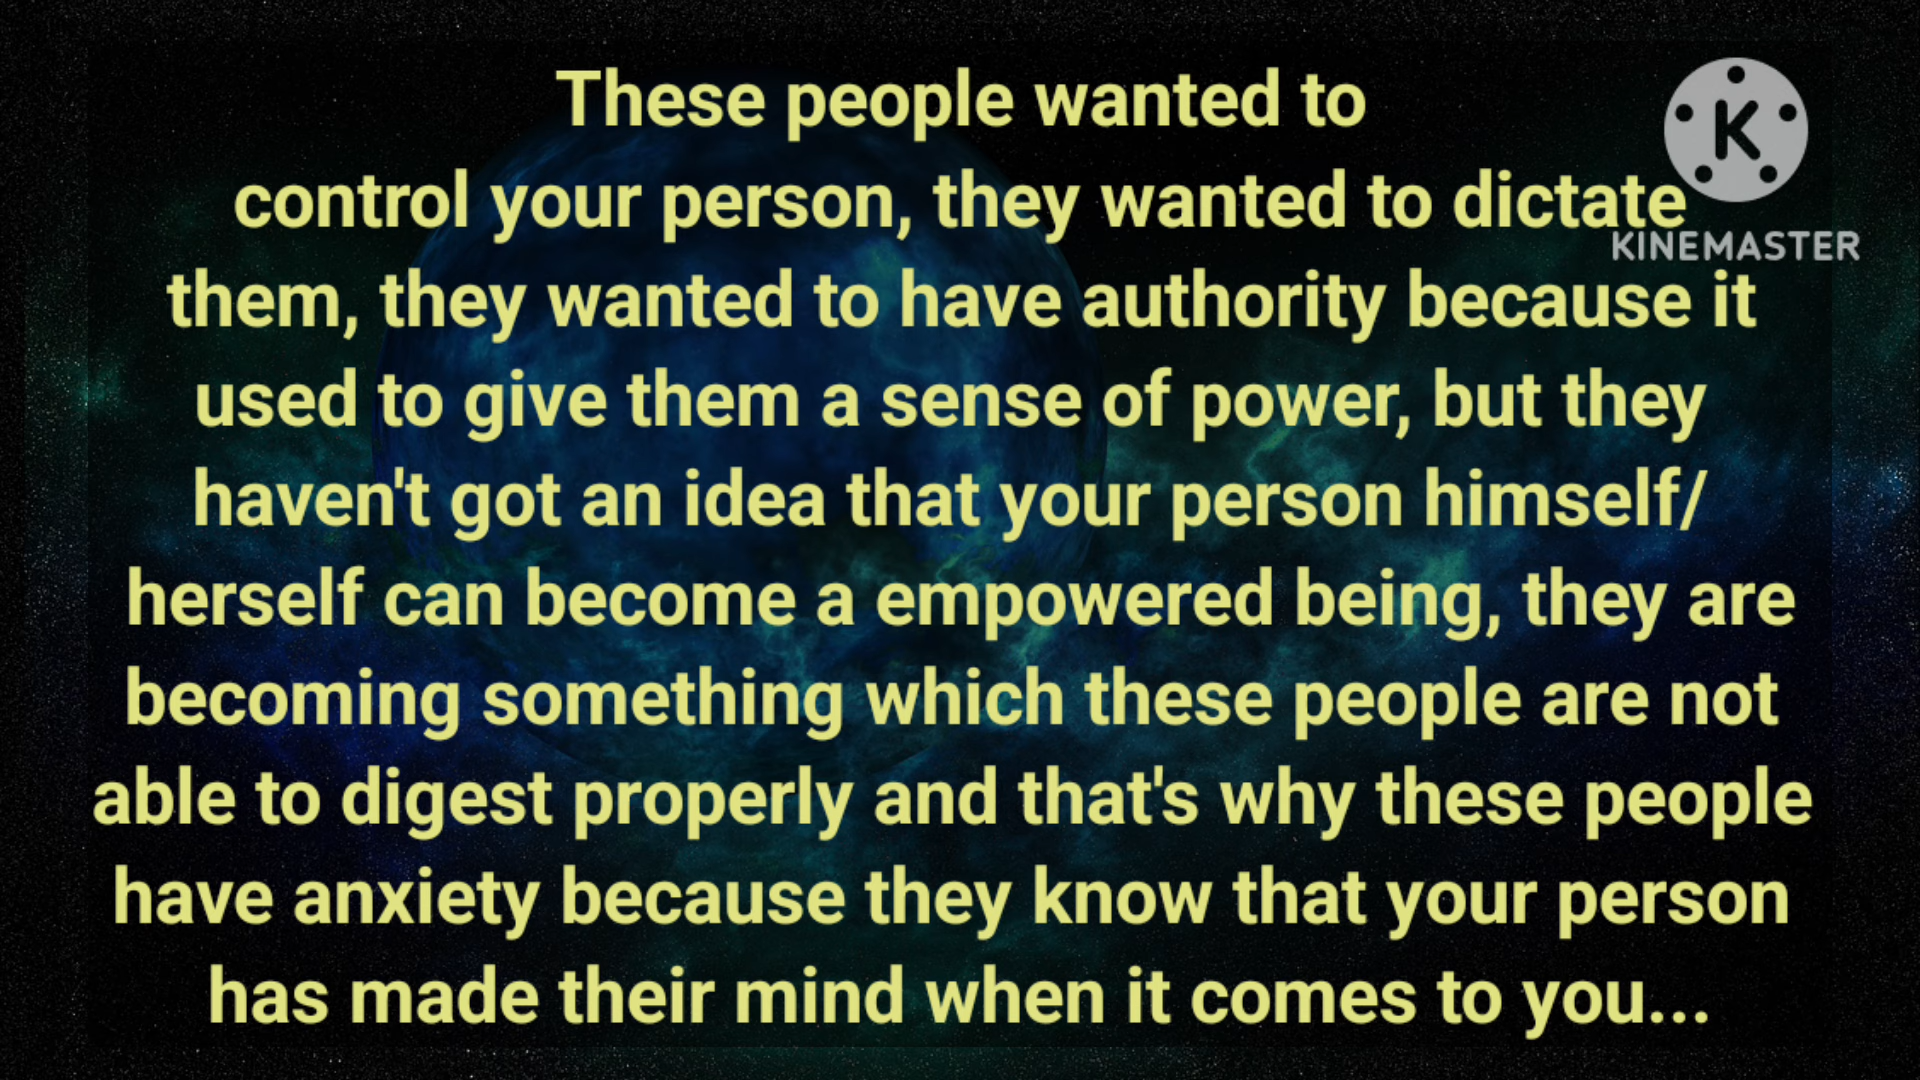 These people wanted to
control your person, they wanted to dictate
them, they wanted to have authority because it
used to give them a sense of power, but they
haven't got an idea that your person himself/
herself can become a empowered being, they are
becoming something which these people are not
able to digest properly and that's why these people
have anxiety because they know that your person
has made their mind when it comes to you...
K
KINEMASTER